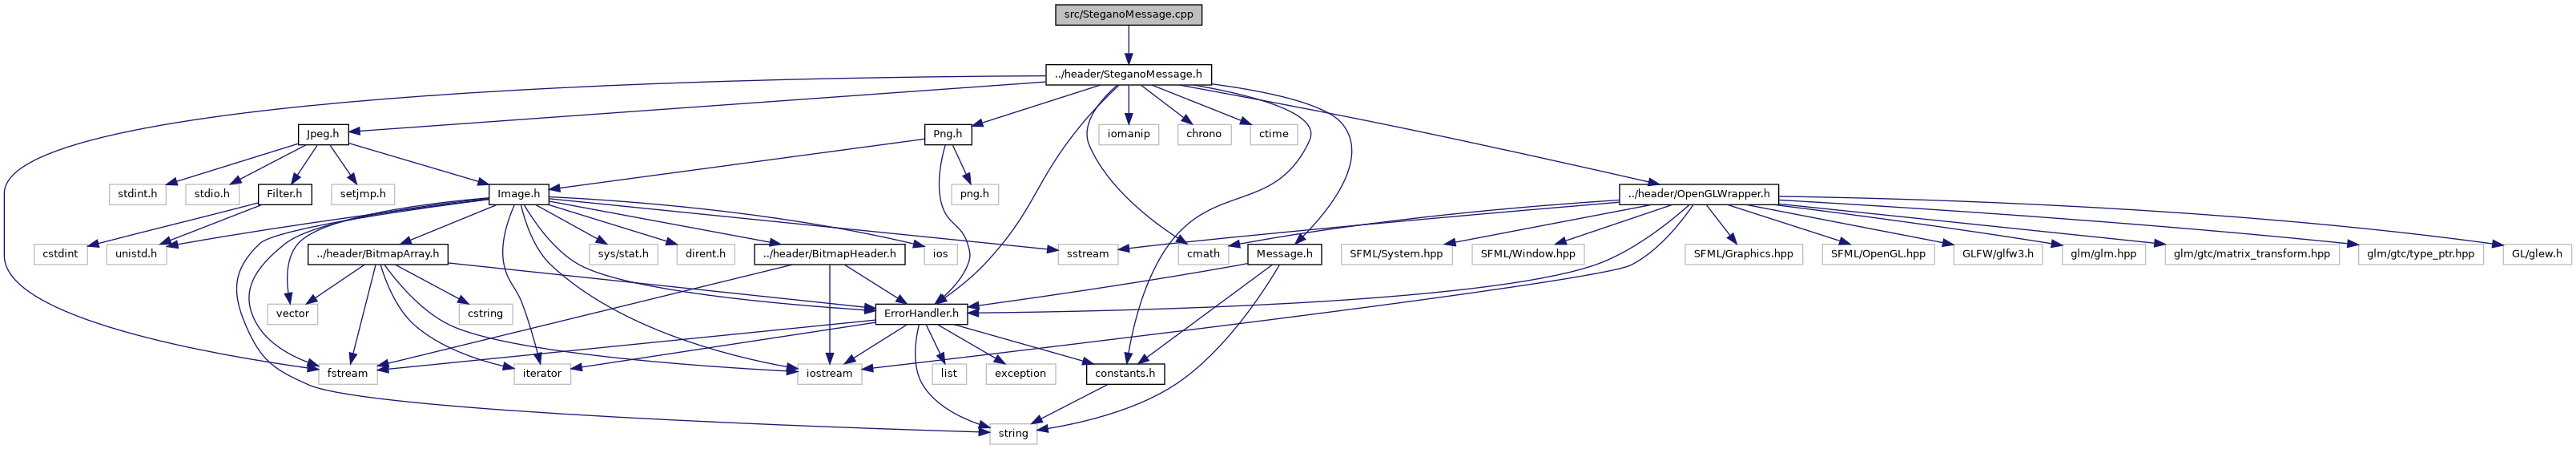 src/SteganoMessage.cpp
../header/SteganoMessage.h
Jpeg.h
Png.h
iomanip
chrono
ctime
stdint.h
stdio.h
Filter.h
setjmp.h
Image.h
png.h
../header/OpenGLWrapper.h
cstdint
unistd.h
../header/BitmapArray.h
sys/stat.h
dirent.h
../header/BitmapHeader.h
ios
sstream
cmath
Message.h
SFML/System.hpp
SFML/Window.hpp
SFML/Graphics.hpp
SFML/OpenGL.hpp
GLFW/glfw3.h
glm/glm.hpp
glm/gtc/matrix_transform.hpp
glm/gtc/type_ptr.hpp
GL/glew.h
vector
cstring
ErrorHandler.h
fstream
iterator
iostream
list
exception
constants.h
string